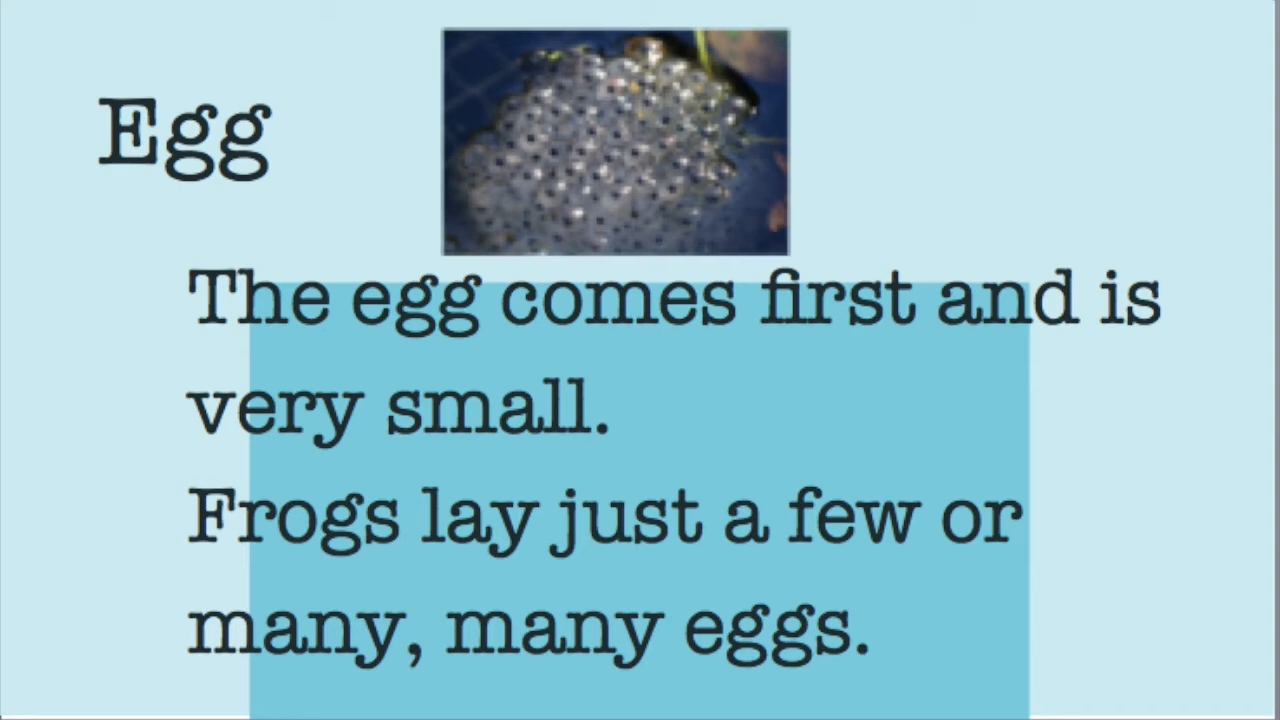 Egg
The egg comes first and is
very small.
Frogs lay just a few or
many, many eggs.